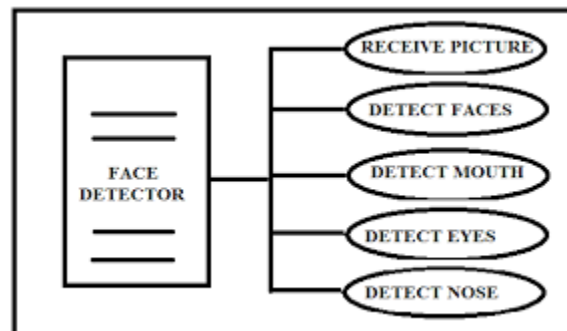 RECEIVE PICTURE
DETECT FACES
DETECT MOUTH
FACE
DETECTOR
DETECT EYES
DETECT NOSE